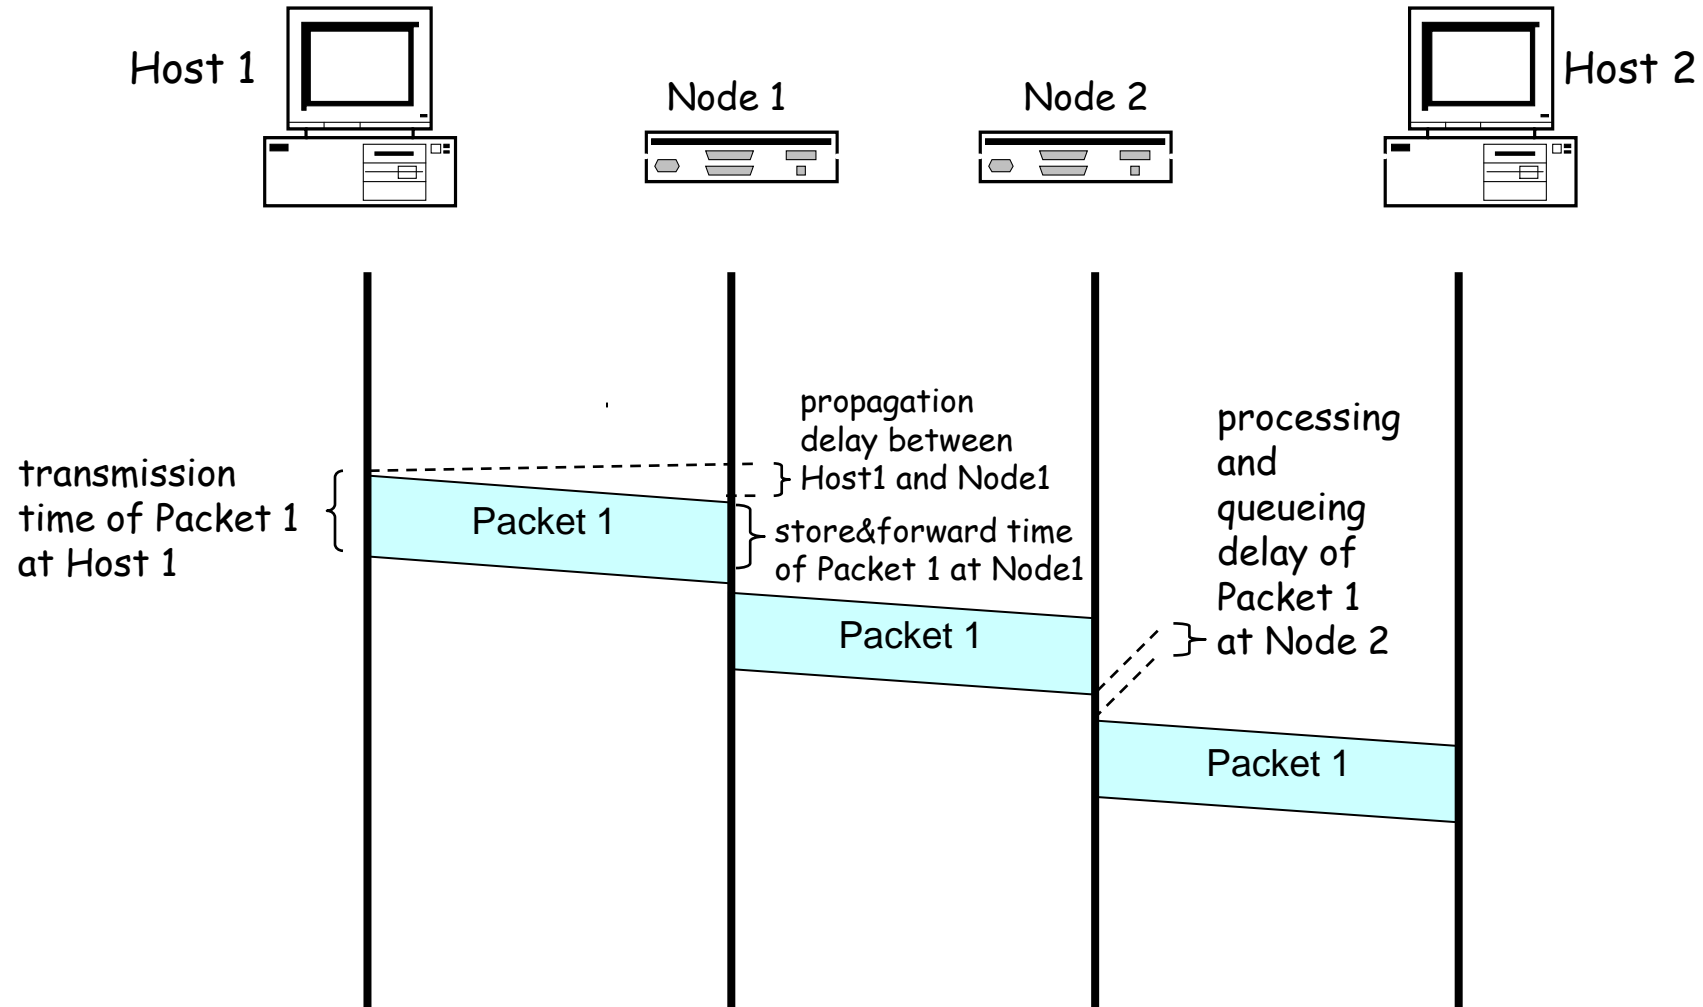 Host 1
Node 1
Node 2
Host 2
propagation
delay between
Host1 and Node1
processing
and
queueing
delay of
Packet 1
at Node 2
transmission
time of Packet 1
at Host 1
Packet 1
store&forward time
of Packet 1 at Node1
Packet 1
Packet 1